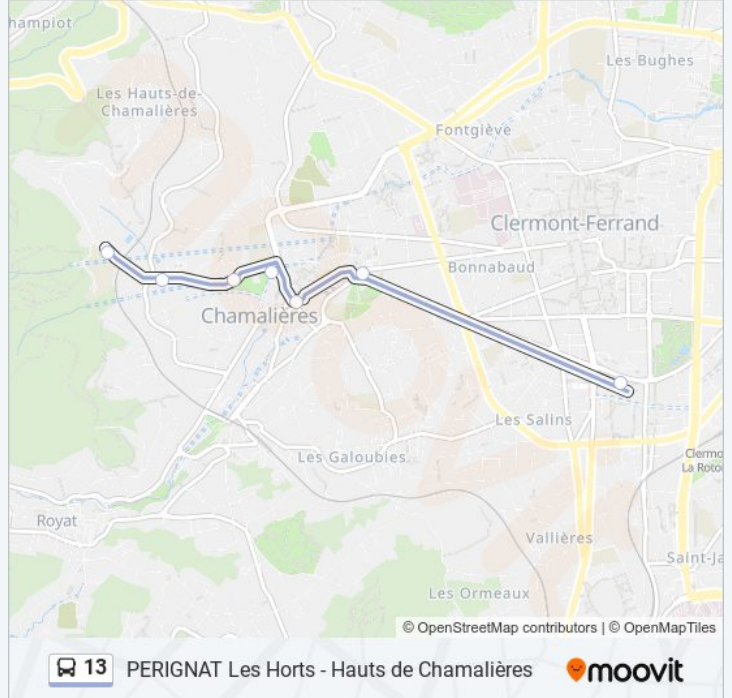 hampiot
Les Hauts-de-
Chamalières
Les Bughes
Fontgiève
Clermont-Ferrand
Bonnabaud
Chamalières
Les Salins
Les Galoubies
Clermo
La Roto
Royat
Vallières
Saint-Ja
Les Ormeaux
© OpenStreetMap contributors | © OpenMapTiles
13 PERIGNAT Les Horts - Hauts de Chamalières moovit